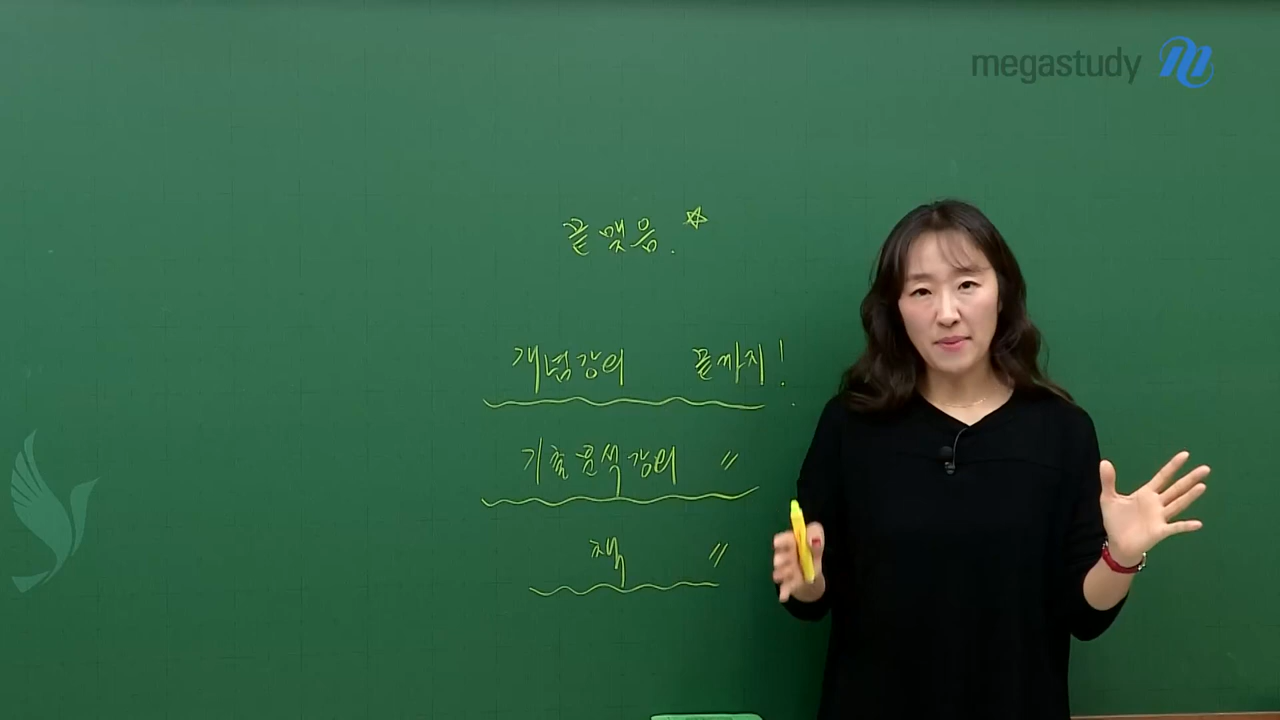 megastudy
끝맺음. ☆
개념강의 끝까지!
기출분석강의 〃
책 〃